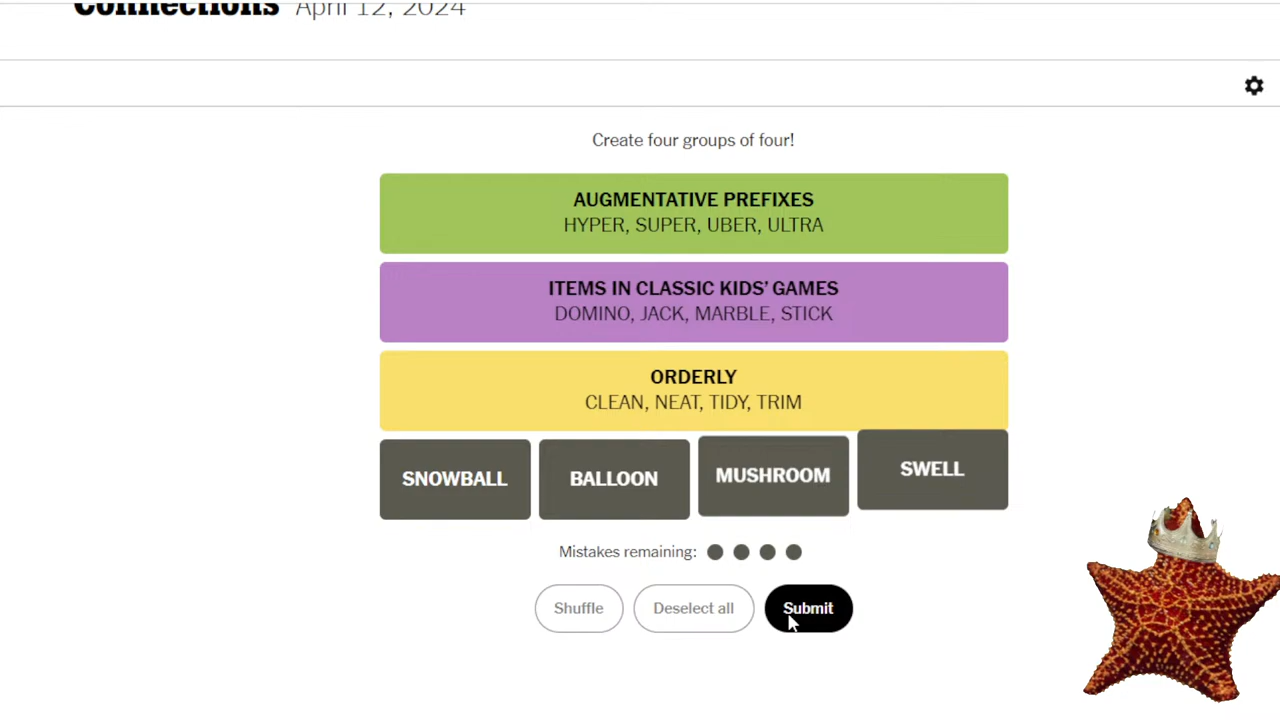 Connections April 12, 2024
Create four groups of four!
AUGMENTATIVE PREFIXES
HYPER, SUPER, UBER, ULTRA
ITEMS IN CLASSIC KIDS' GAMES
DOMINO, JACK, MARBLE, STICK
ORDERLY
CLEAN, NEAT, TIDY, TRIM
SNOWBALL BALLOON MUSHROOM SWELL
Mistakes remaining:
Shuffle Deselect all Submit